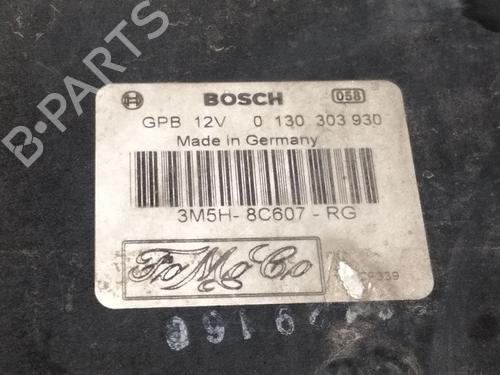 BOSCH 058
GPB 12V 0 130 303 930
Made in Germany
3M5H-8C607-RG
FoMoCo
B-PARTS